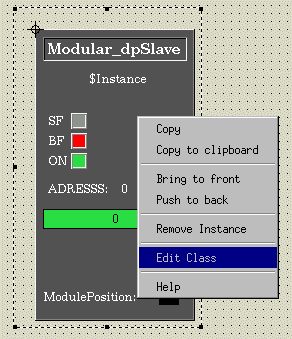 Modular_dpSlave
$Instance
SF
BF
ON
ADRESSS: 0
0
ModulePosition:
Copy
Copy to clipboard
Bring to front
Push to back
Remove Instance
Edit Class
Help